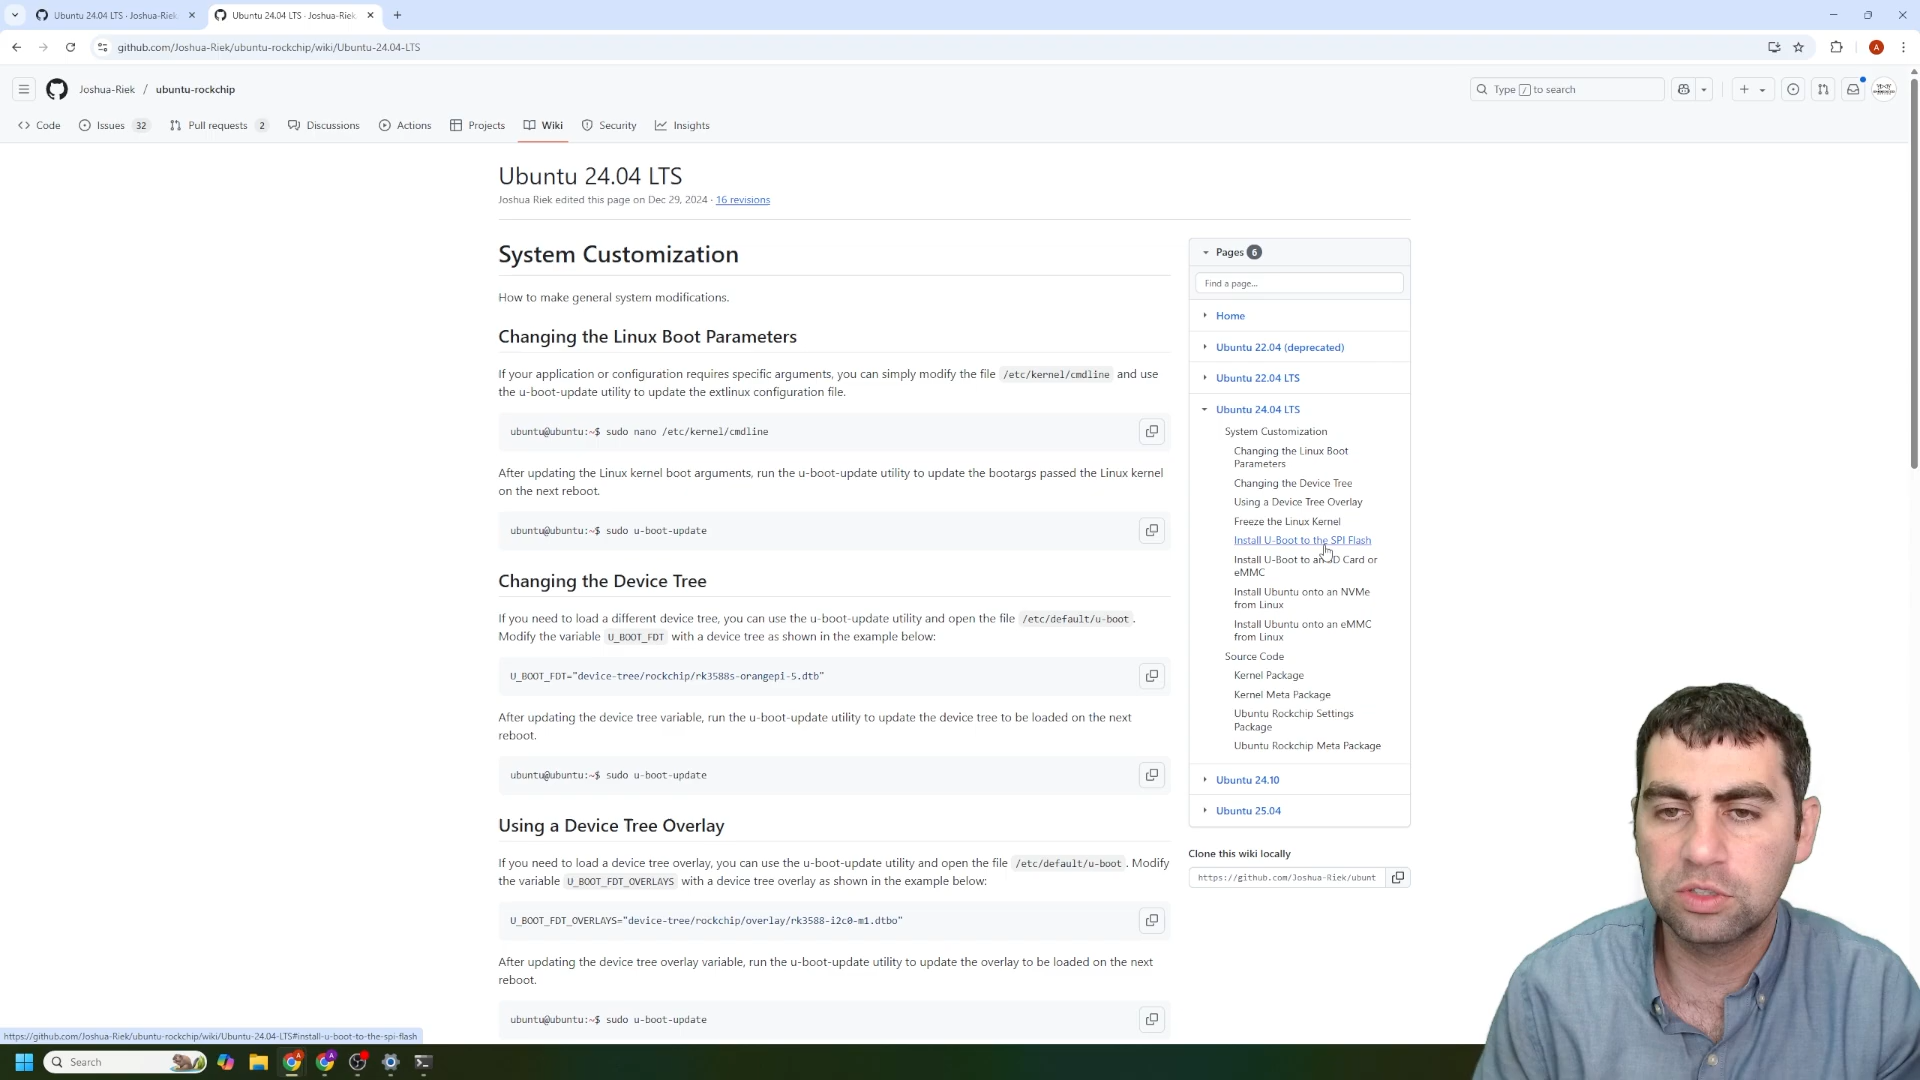 Ubuntu 24.04 LTS · Joshua-Riek
Ubuntu 24.04 LTS · Joshua-Riek
github.com/Joshua-Riek/ubuntu-rockchip/wiki/Ubuntu-24.04-LTS
A
Joshua-Riek / ubuntu-rockchip
Type / to search
Code
Issues 32
Pull requests 2
Discussions
Actions
Projects
Wiki
Security
Insights
Ubuntu 24.04 LTS
Joshua Riek edited this page on Dec 29, 2024 · 16 revisions
System Customization
How to make general system modifications.
Changing the Linux Boot Parameters
If your application or configuration requires specific arguments, you can simply modify the file /etc/kernel/cmdline and use
the u-boot-update utility to update the extlinux configuration file.
ubuntu@ubuntu:~$ sudo nano /etc/kernel/cmdline
After updating the Linux kernel boot arguments, run the u-boot-update utility to update the bootargs passed the Linux kernel
on the next reboot.
ubuntu@ubuntu:~$ sudo u-boot-update
Changing the Device Tree
If you need to load a different device tree, you can use the u-boot-update utility and open the file /etc/default/u-boot.
Modify the variable U_BOOT_FDT with a device tree as shown in the example below:
U_BOOT_FDT="device-tree/rockchip/rk3588s-orangepi-5.dtb"
After updating the device tree variable, run the u-boot-update utility to update the device tree to be loaded on the next
reboot.
ubuntu@ubuntu:~$ sudo u-boot-update
Using a Device Tree Overlay
If you need to load a device tree overlay, you can use the u-boot-update utility and open the file /etc/default/u-boot. Modify
the variable U_BOOT_FDT_OVERLAYS with a device tree overlay as shown in the example below:
U_BOOT_FDT_OVERLAYS="device-tree/rockchip/overlay/rk3588-i2c0-m1.dtbo"
After updating the device tree overlay variable, run the u-boot-update utility to update the overlay to be loaded on the next
reboot.
ubuntu@ubuntu:~$ sudo u-boot-update
Pages 6
Find a page...
Home
Ubuntu 22.04 (deprecated)
Ubuntu 22.04 LTS
Ubuntu 24.04 LTS
System Customization
Changing the Linux Boot
Parameters
Changing the Device Tree
Using a Device Tree Overlay
Freeze the Linux Kernel
Install U-Boot to the SPI Flash
Install U-Boot to an SD Card or
eMMC
Install Ubuntu onto an NVMe
from Linux
Install Ubuntu onto an eMMC
from Linux
Source Code
Kernel Package
Kernel Meta Package
Ubuntu Rockchip Settings
Package
Ubuntu Rockchip Meta Package
Ubuntu 24.10
Ubuntu 25.04
Clone this wiki locally
https://github.com/Joshua-Riek/ubunt
https://github.com/Joshua-Riek/ubuntu-rockchip/wiki/Ubuntu-24.04-LTS#install-u-boot-to-the-spi-flash
Search